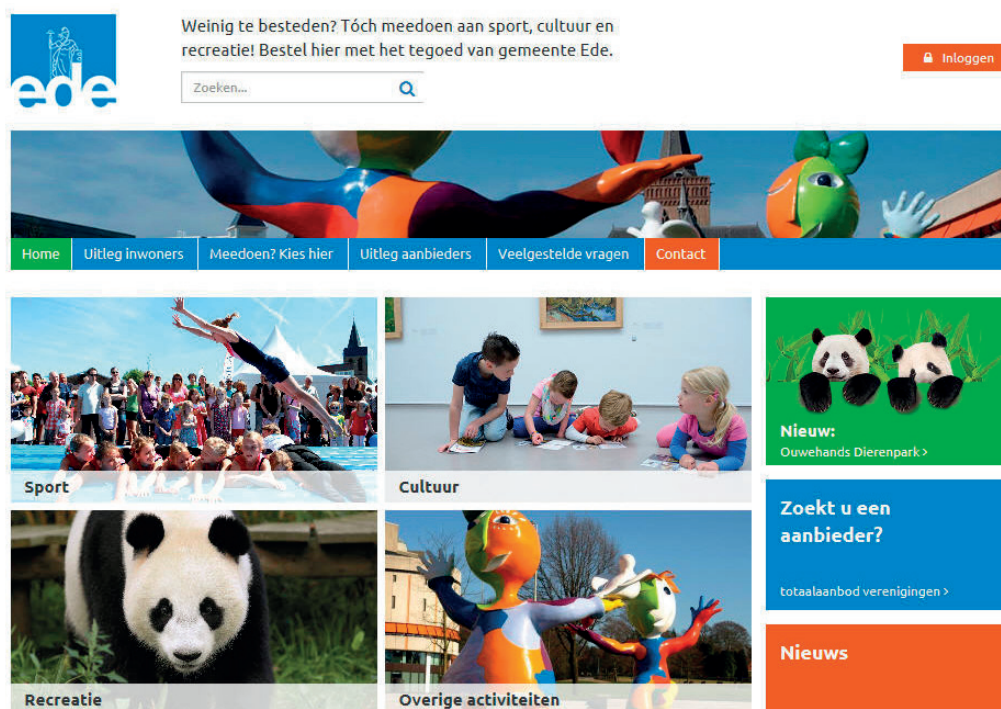 ede
Weinig te besteden? Tóch meedoen aan sport, cultuur en
recreatie! Bestel hier met het tegoed van gemeente Ede.
Zoeken...
Inloggen
Home
Uitleg inwoners
Meedoen? Kies hier
Uitleg aanbieders
Veelgestelde vragen
Contact
Sport
Cultuur
Nieuw:
Ouwehands Dierenpark >
Zoekt u een
aanbieder?
totaalaanbod verenigingen >
Recreatie
Overige activiteiten
Nieuws